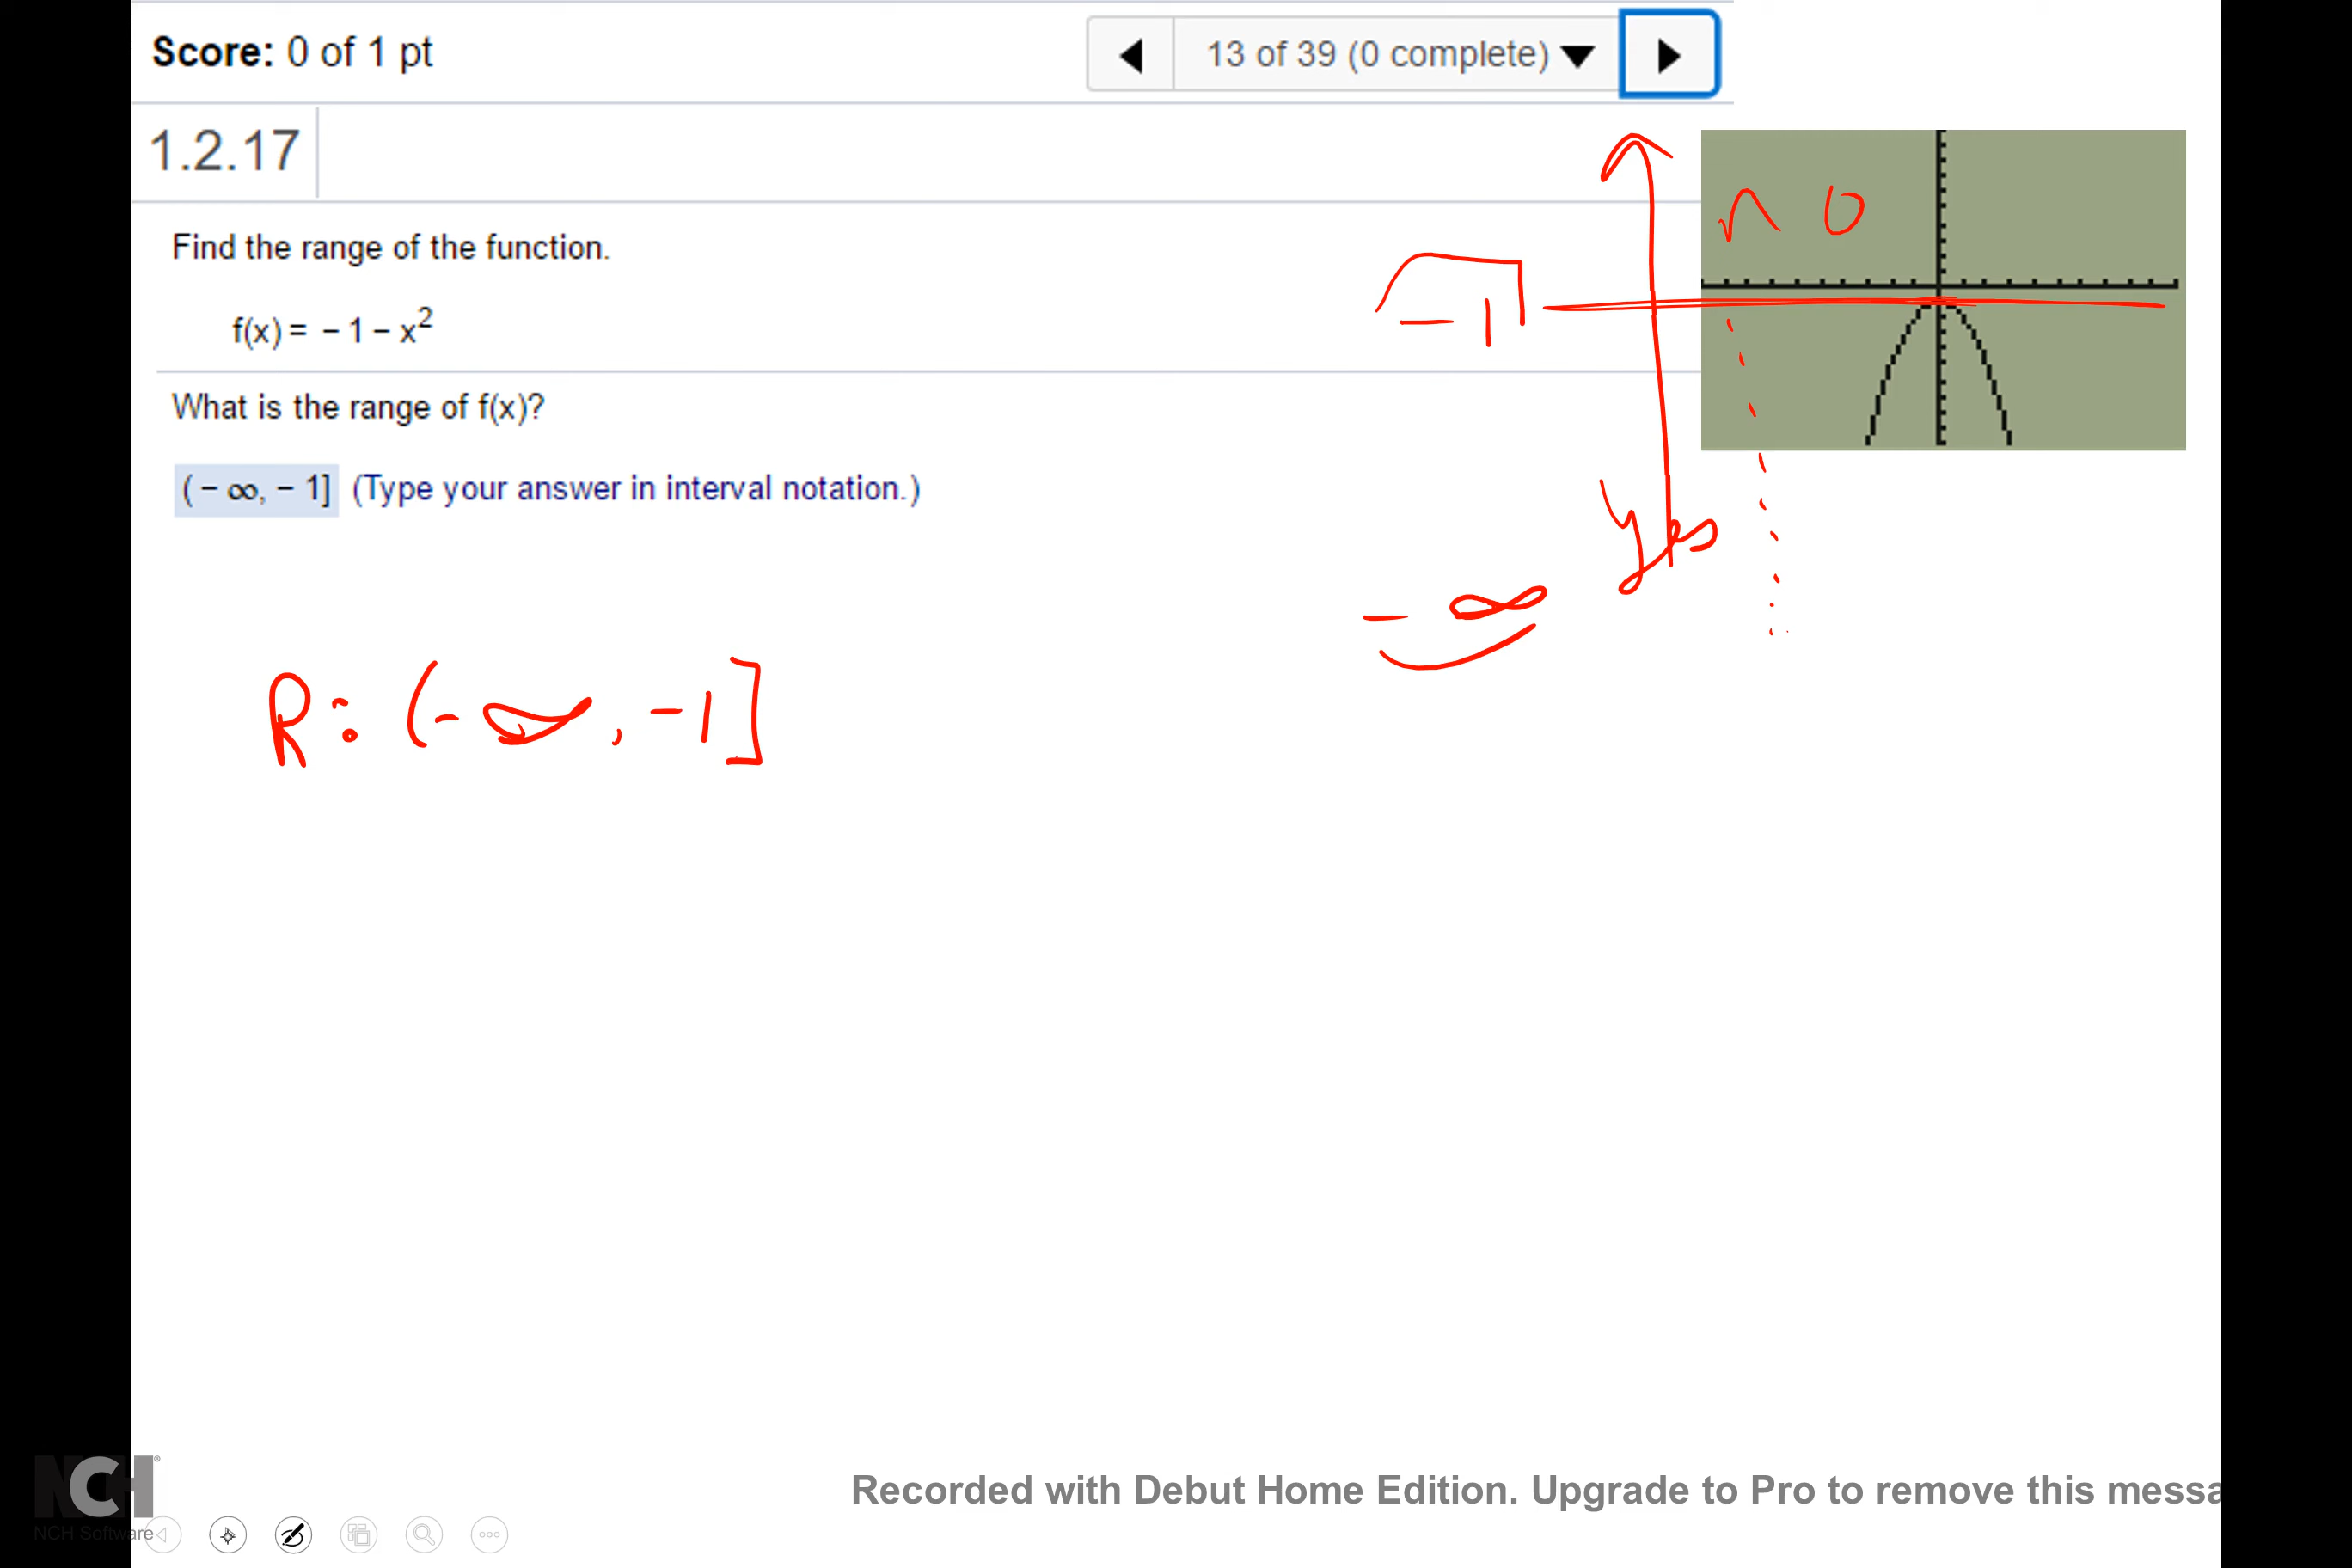 Score: 0 of 1 pt
13 of 39 (0 complete)
1.2.17
Find the range of the function.
f(x) = − 1 − x²
What is the range of f(x)?
(− ∞, − 1] (Type your answer in interval notation.)
no
−1
yes
− ∞
R: (-∞, -1]
Recorded with Debut Home Edition. Upgrade to Pro to remove this messa
NCH®
NCH Software